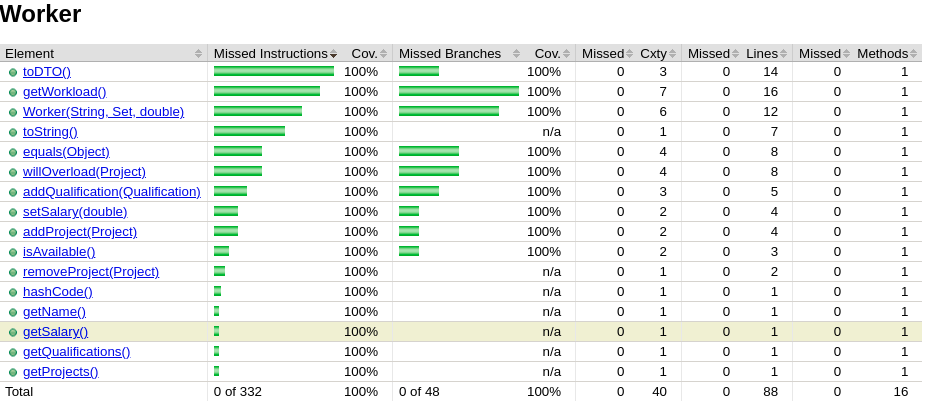 Worker
Element Missed Instructions Cov. Missed Branches Cov. Missed Cxty Missed Lines Missed Methods
toDTO() 100% 100% 0 3 0 14 0 1
getWorkload() 100% 100% 0 7 0 16 0 1
Worker(String, Set, double) 100% 100% 0 6 0 12 0 1
toString() 100% n/a 0 1 0 7 0 1
equals(Object) 100% 100% 0 4 0 8 0 1
willOverload(Project) 100% 100% 0 4 0 8 0 1
addQualification(Qualification) 100% 100% 0 3 0 5 0 1
setSalary(double) 100% 100% 0 2 0 4 0 1
addProject(Project) 100% 100% 0 2 0 4 0 1
isAvailable() 100% 100% 0 2 0 3 0 1
removeProject(Project) 100% n/a 0 1 0 2 0 1
hashCode() 100% n/a 0 1 0 1 0 1
getName() 100% n/a 0 1 0 1 0 1
getSalary() 100% n/a 0 1 0 1 0 1
getQualifications() 100% n/a 0 1 0 1 0 1
getProjects() 100% n/a 0 1 0 1 0 1
Total 0 of 332 100% 0 of 48 100% 0 40 0 88 0 16